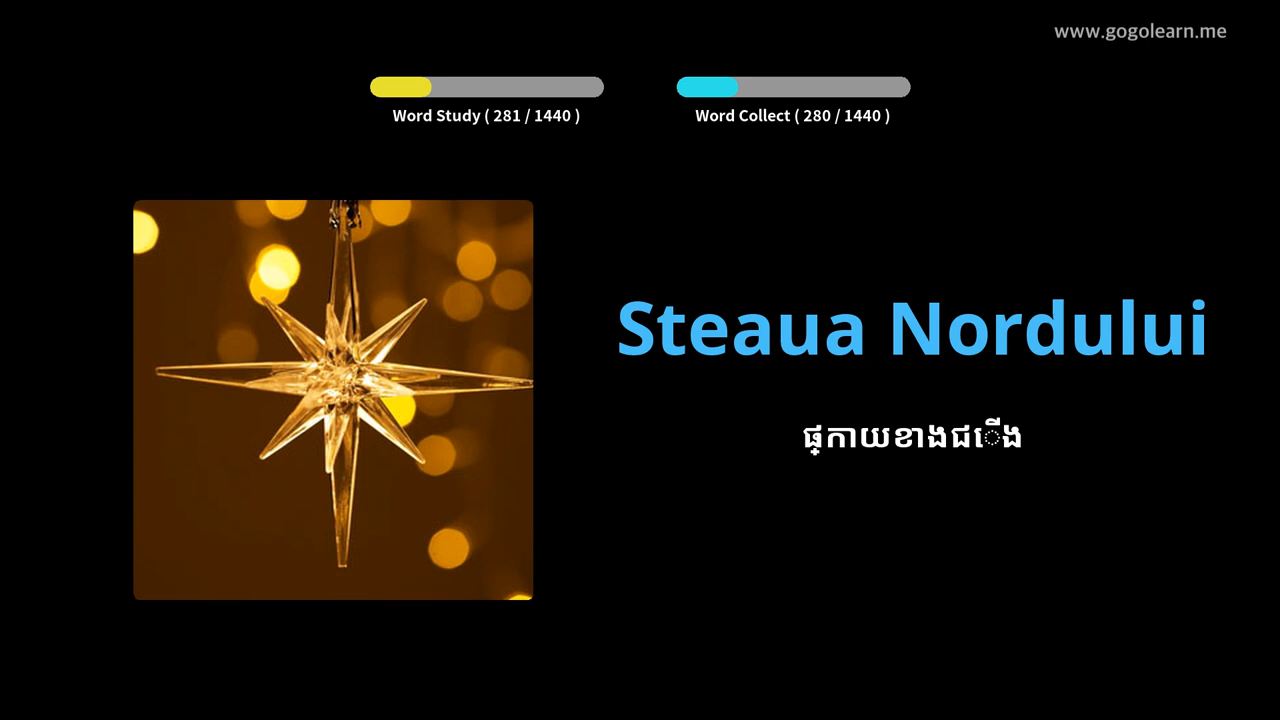 www.gogolearn.me
Word Study ( 281 / 1440 )
Word Collect ( 280 / 1440 )
Steaua Nordului
ផ្កាយខាងជើង